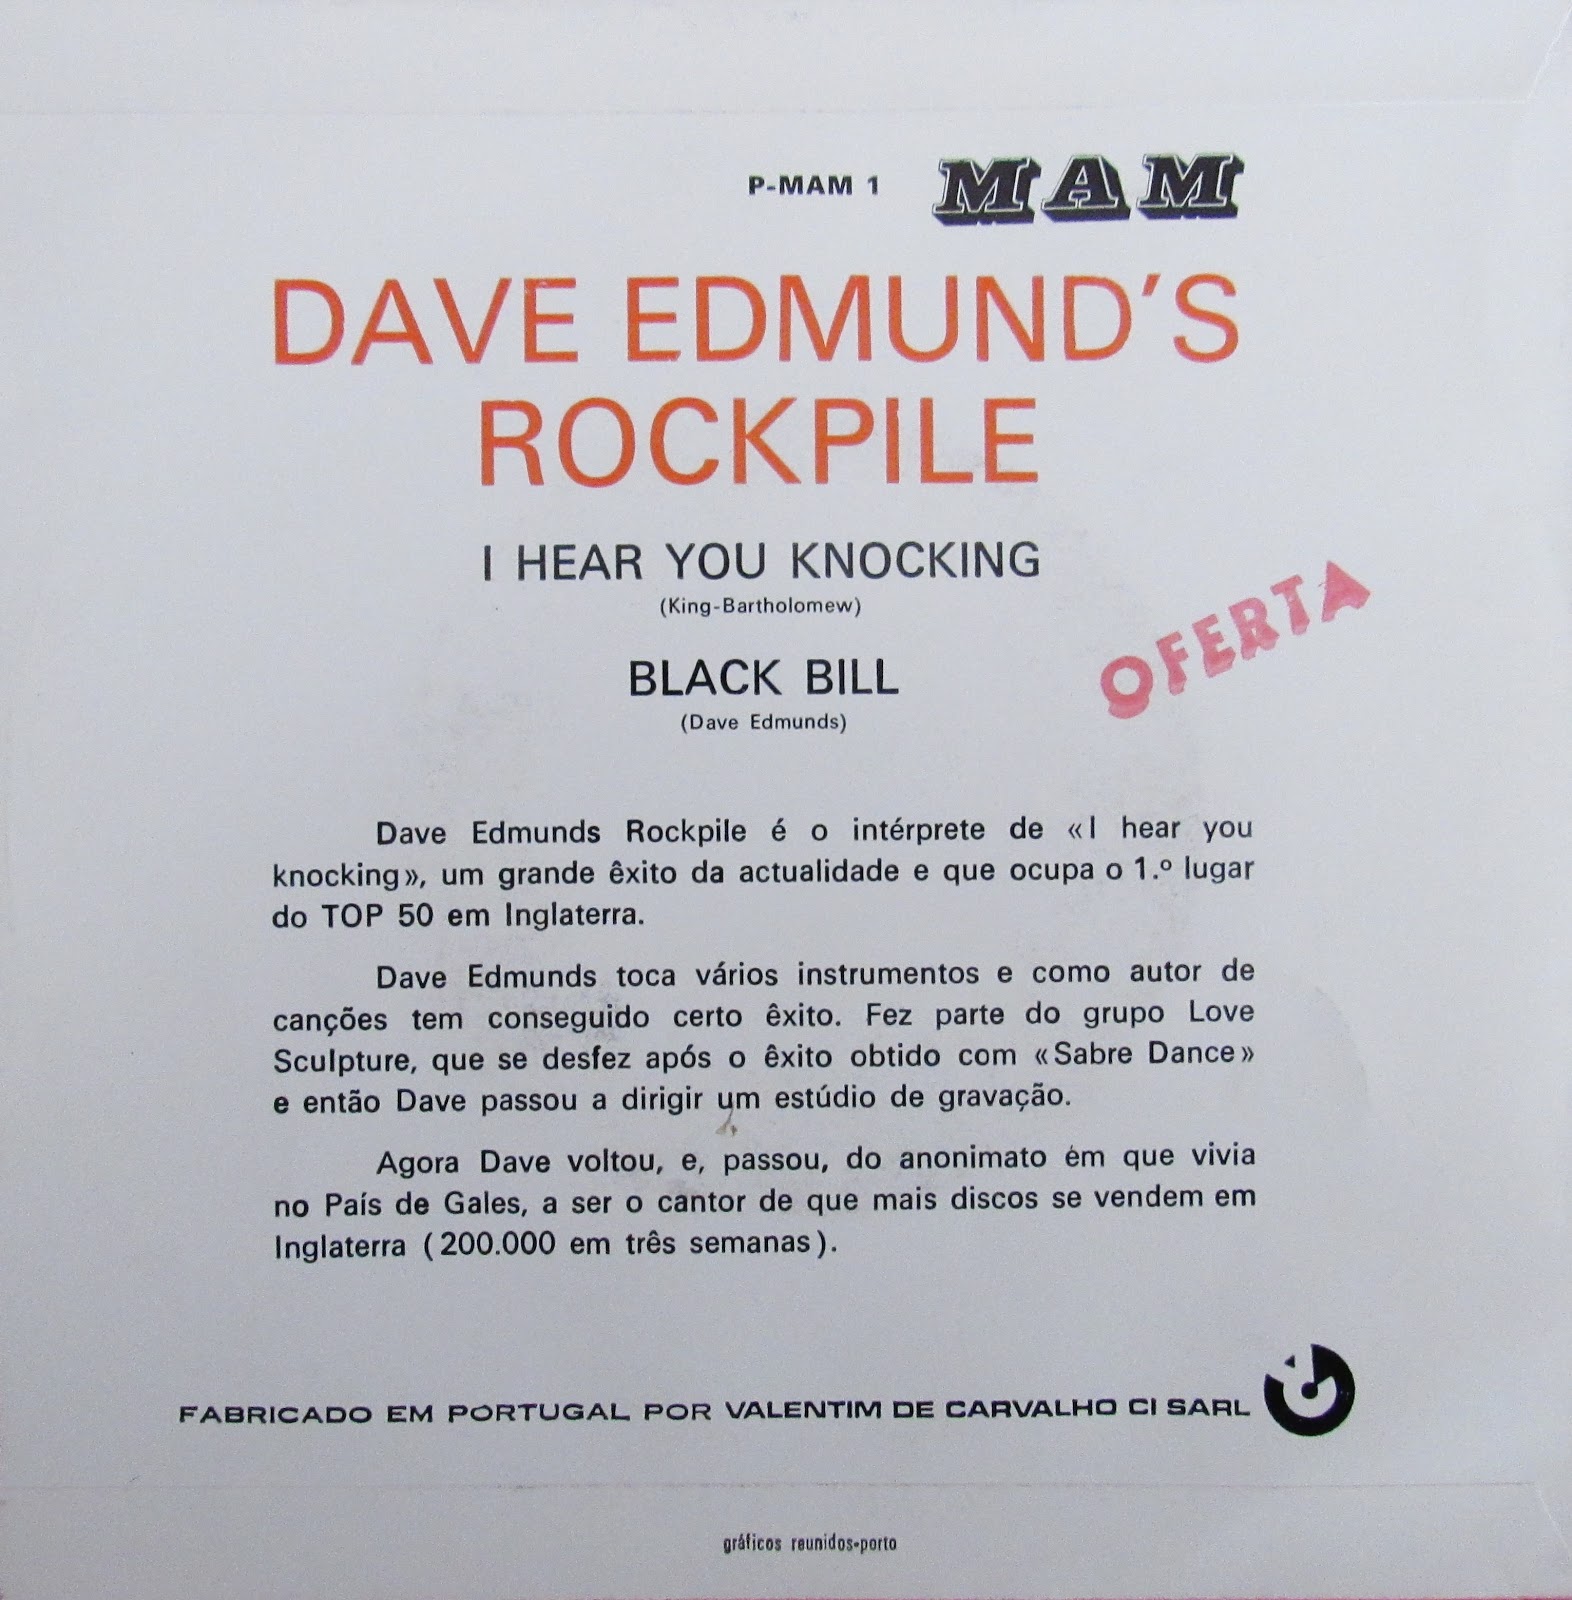 P-MAM 1 MAM
DAVE EDMUND'S
ROCKPILE
I HEAR YOU KNOCKING
(King-Bartholomew)
BLACK BILL
(Dave Edmunds)
OFERTA
Dave Edmunds Rockpile é o intérprete de «I hear you
knocking», um grande êxito da actualidade e que ocupa o 1.º lugar
do TOP 50 em Inglaterra.
Dave Edmunds toca vários instrumentos e como autor de
canções tem conseguido certo êxito. Fez parte do grupo Love
Sculpture, que se desfez após o êxito obtido com «Sabre Dance»
e então Dave passou a dirigir um estúdio de gravação.
Agora Dave voltou, e, passou, do anonimato ém que vivia
no País de Gales, a ser o cantor de que mais discos se vendem em
Inglaterra (200.000 em três semanas).
FABRICADO EM PORTUGAL POR VALENTIM DE CARVALHO CI SARL
gráficos reunidos-porto